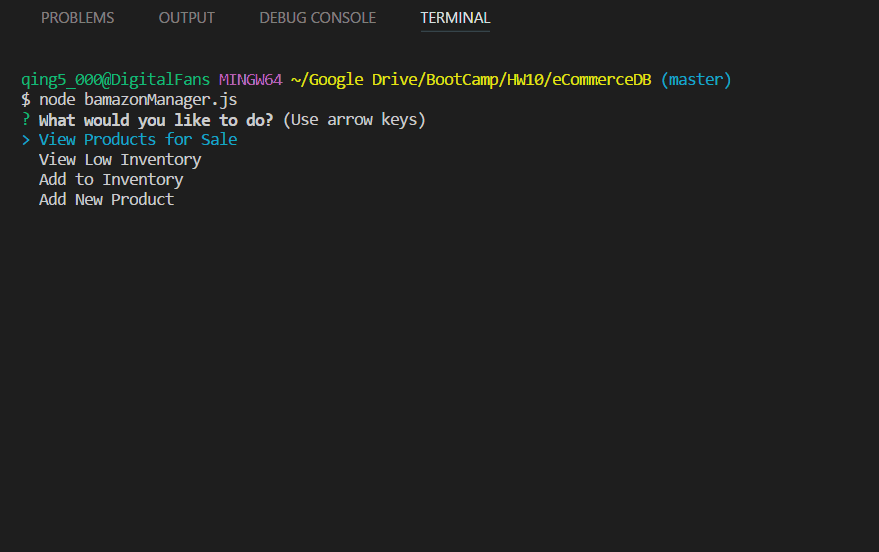 PROBLEMS OUTPUT DEBUG CONSOLE TERMINAL
qing5_000@DigitalFans MINGW64 ~/Google Drive/BootCamp/HW10/eCommerceDB (master)
$ node bamazonManager.js
? What would you like to do? (Use arrow keys)
> View Products for Sale
View Low Inventory
Add to Inventory
Add New Product